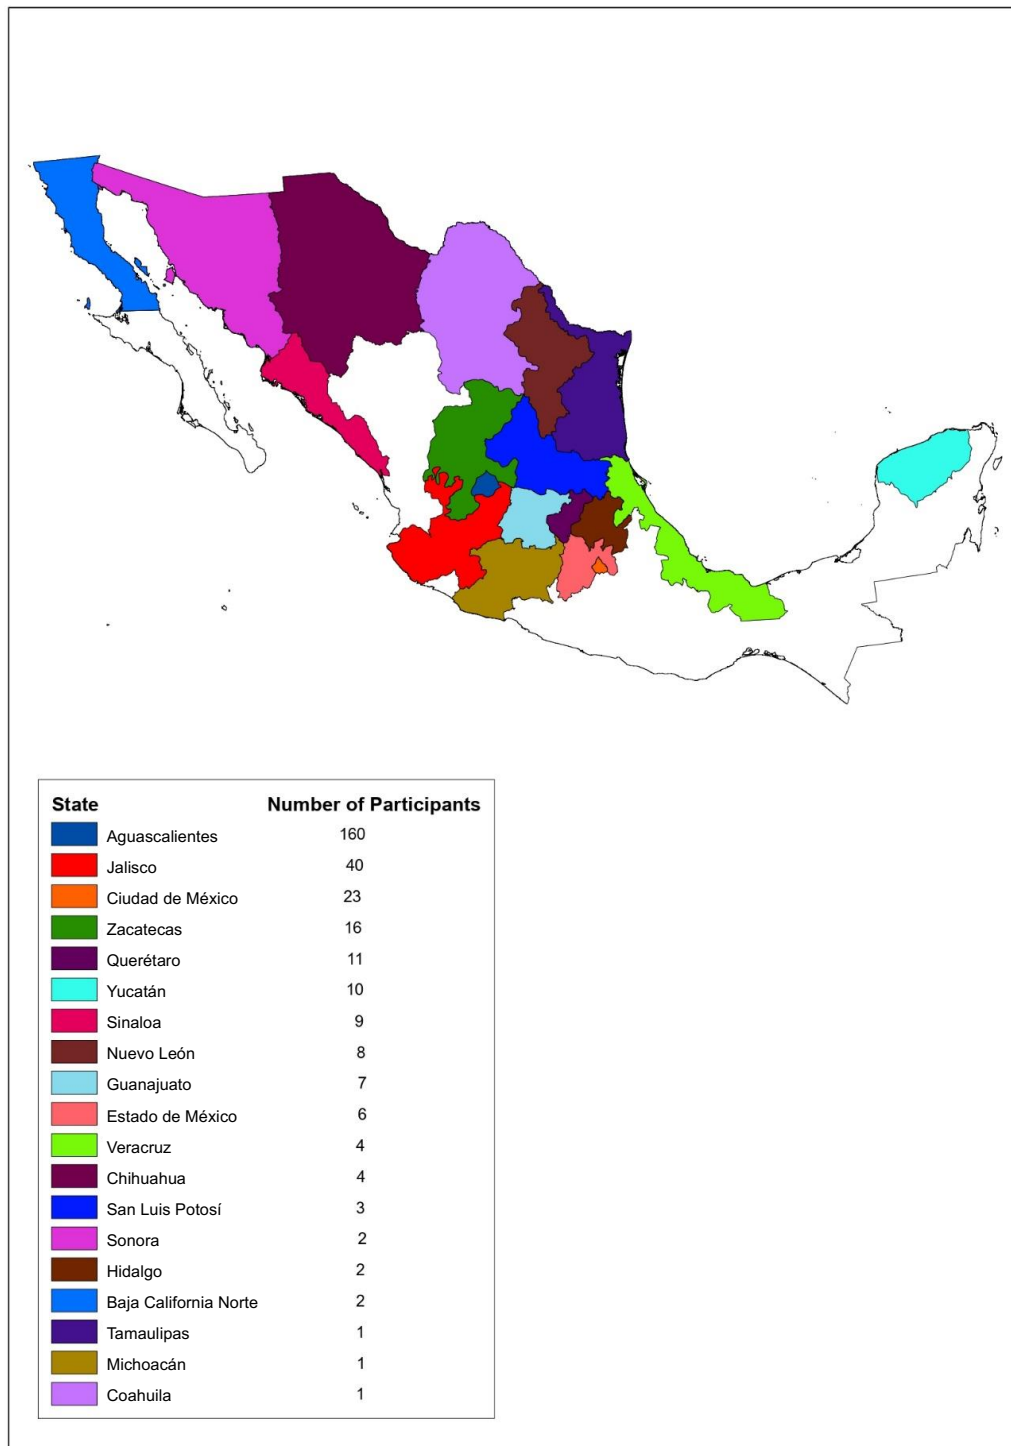 State Number of Participants
Aguascalientes 160
Jalisco 40
Ciudad de México 23
Zacatecas 16
Querétaro 11
Yucatán 10
Sinaloa 9
Nuevo León 8
Guanajuato 7
Estado de México 6
Veracruz 4
Chihuahua 4
San Luis Potosí 3
Sonora 2
Hidalgo 2
Baja California Norte 2
Tamaulipas 1
Michoacán 1
Coahuila 1